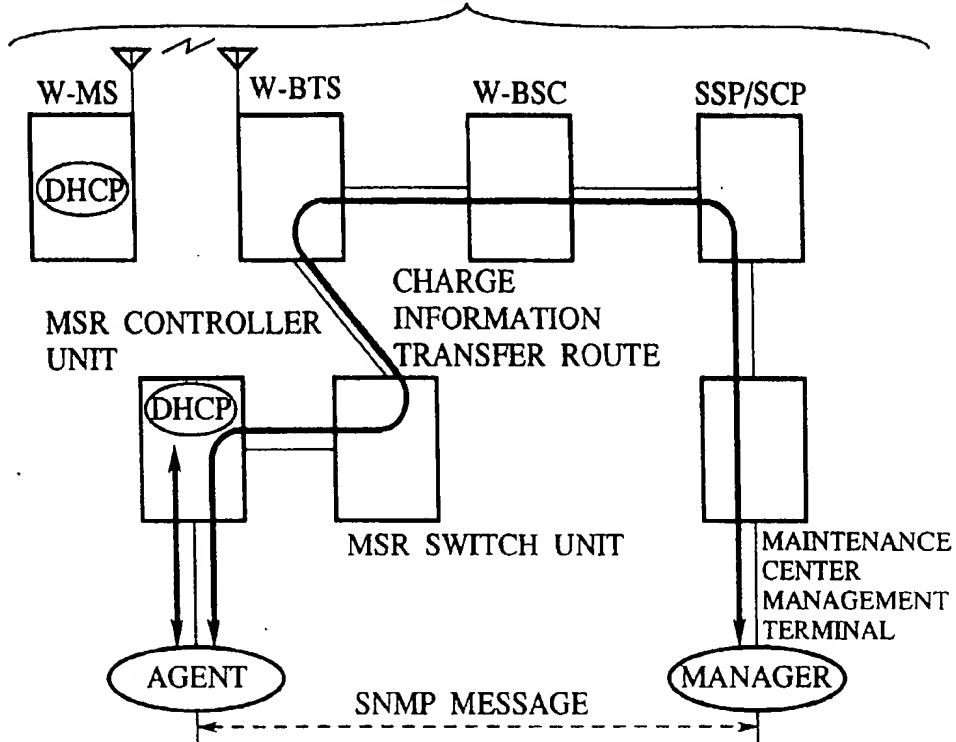 W-MS
W-BTS
W-BSC
SSP/SCP
DHCP
CHARGE
INFORMATION
TRANSFER ROUTE
MSR CONTROLLER
UNIT
DHCP
MSR SWITCH UNIT
MAINTENANCE
CENTER
MANAGEMENT
TERMINAL
AGENT
MANAGER
SNMP MESSAGE